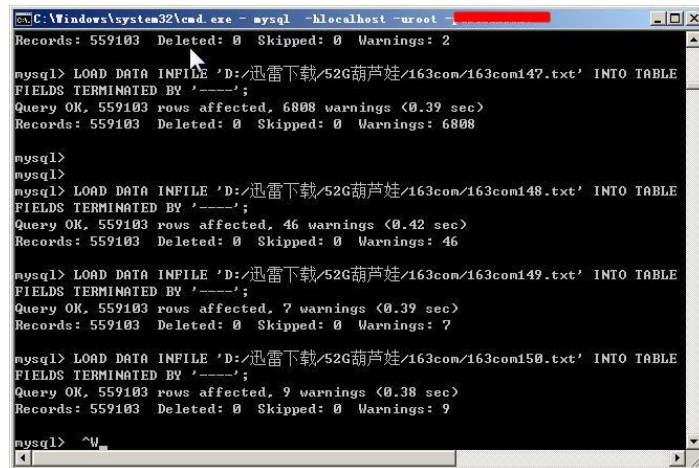 C:\Windows\system32\cmd.exe - mysql -hlocalhost -uroot -
Records: 559103 Deleted: 0 Skipped: 0 Warnings: 2
mysql> LOAD DATA INFILE 'D:/迅雷下载/52G葫芦娃/163com/163com147.txt' INTO TABLE
FIELDS TERMINATED BY '----';
Query OK, 559103 rows affected, 6808 warnings (0.39 sec)
Records: 559103 Deleted: 0 Skipped: 0 Warnings: 6808
mysql>
mysql>
mysql> LOAD DATA INFILE 'D:/迅雷下载/52G葫芦娃/163com/163com148.txt' INTO TABLE
FIELDS TERMINATED BY '----';
Query OK, 559103 rows affected, 46 warnings (0.42 sec)
Records: 559103 Deleted: 0 Skipped: 0 Warnings: 46
mysql> LOAD DATA INFILE 'D:/迅雷下载/52G葫芦娃/163com/163com149.txt' INTO TABLE
FIELDS TERMINATED BY '----';
Query OK, 559103 rows affected, 7 warnings (0.39 sec)
Records: 559103 Deleted: 0 Skipped: 0 Warnings: 7
mysql> LOAD DATA INFILE 'D:/迅雷下载/52G葫芦娃/163com/163com150.txt' INTO TABLE
FIELDS TERMINATED BY '----';
Query OK, 559103 rows affected, 9 warnings (0.38 sec)
Records: 559103 Deleted: 0 Skipped: 0 Warnings: 9
mysql> ^W_